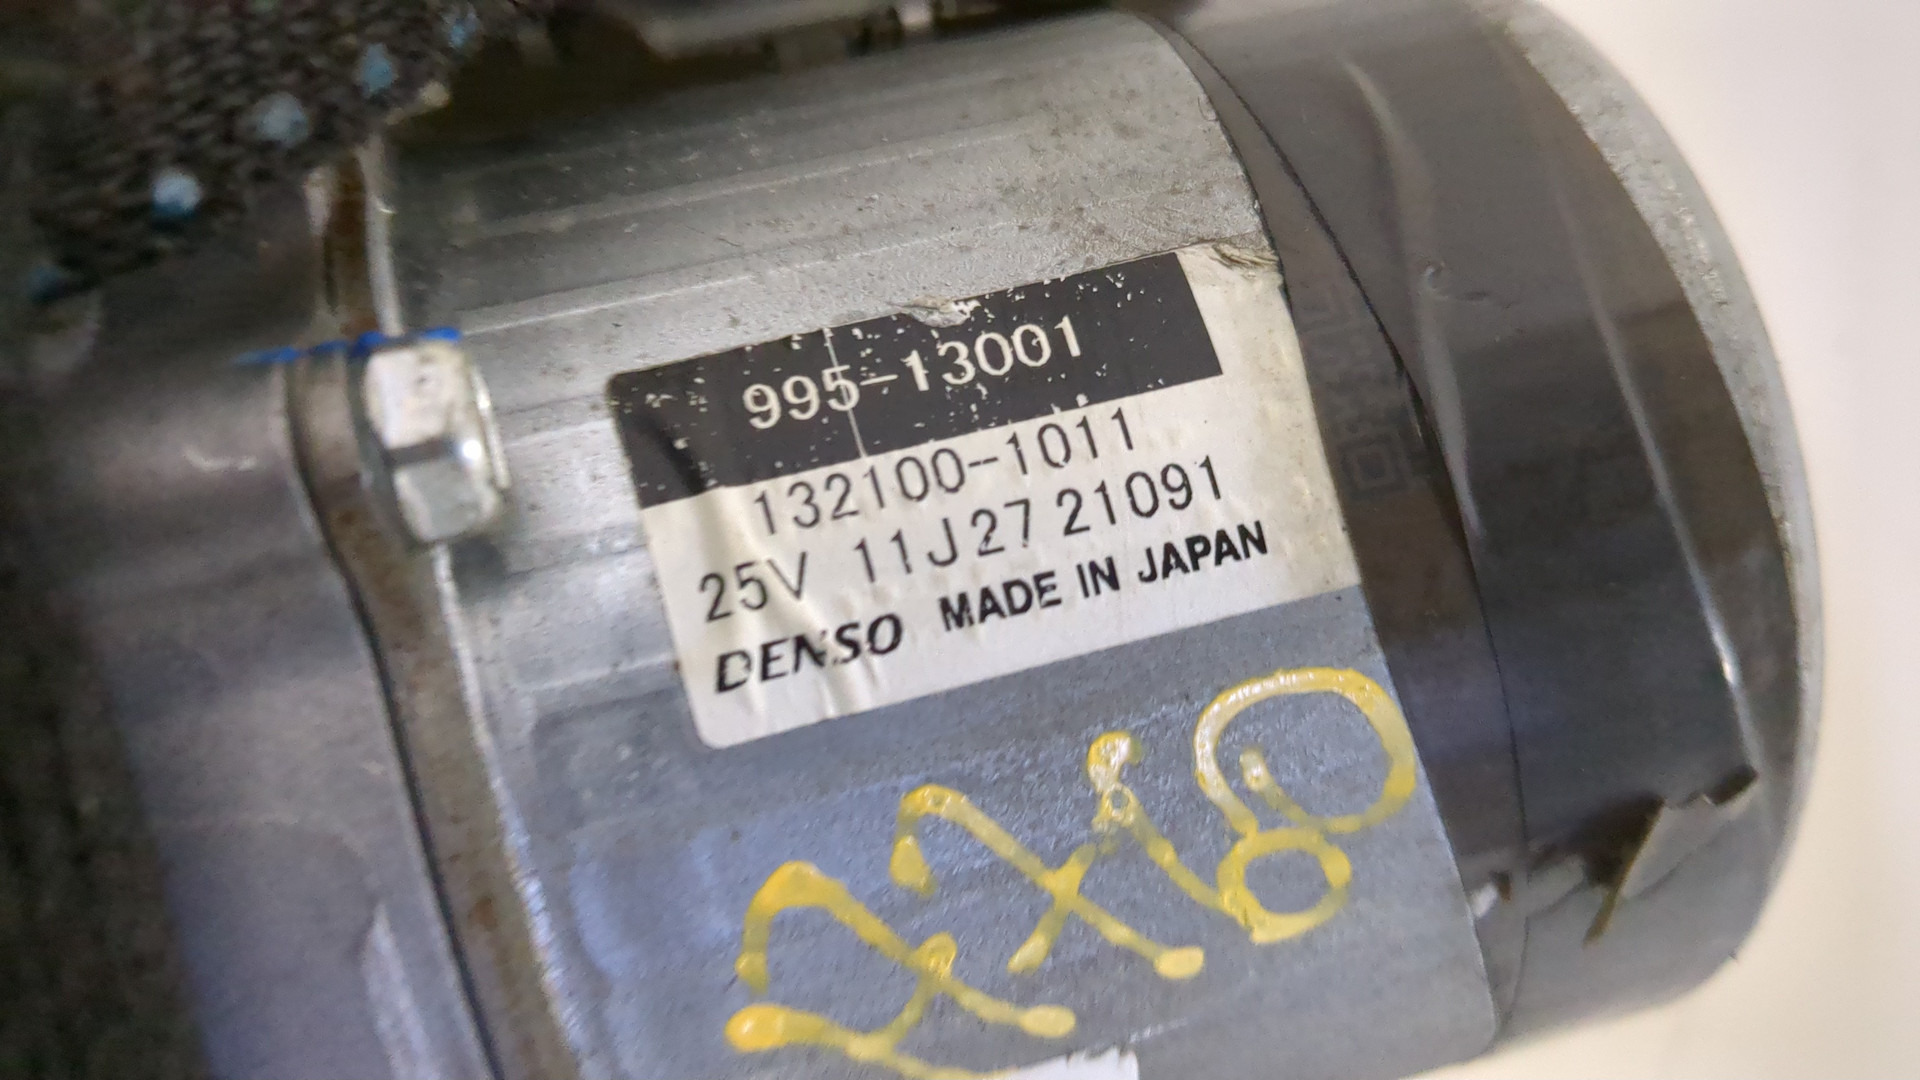 995-13001
132100-1011
25V 11J27 21091
DENSO MADE IN JAPAN